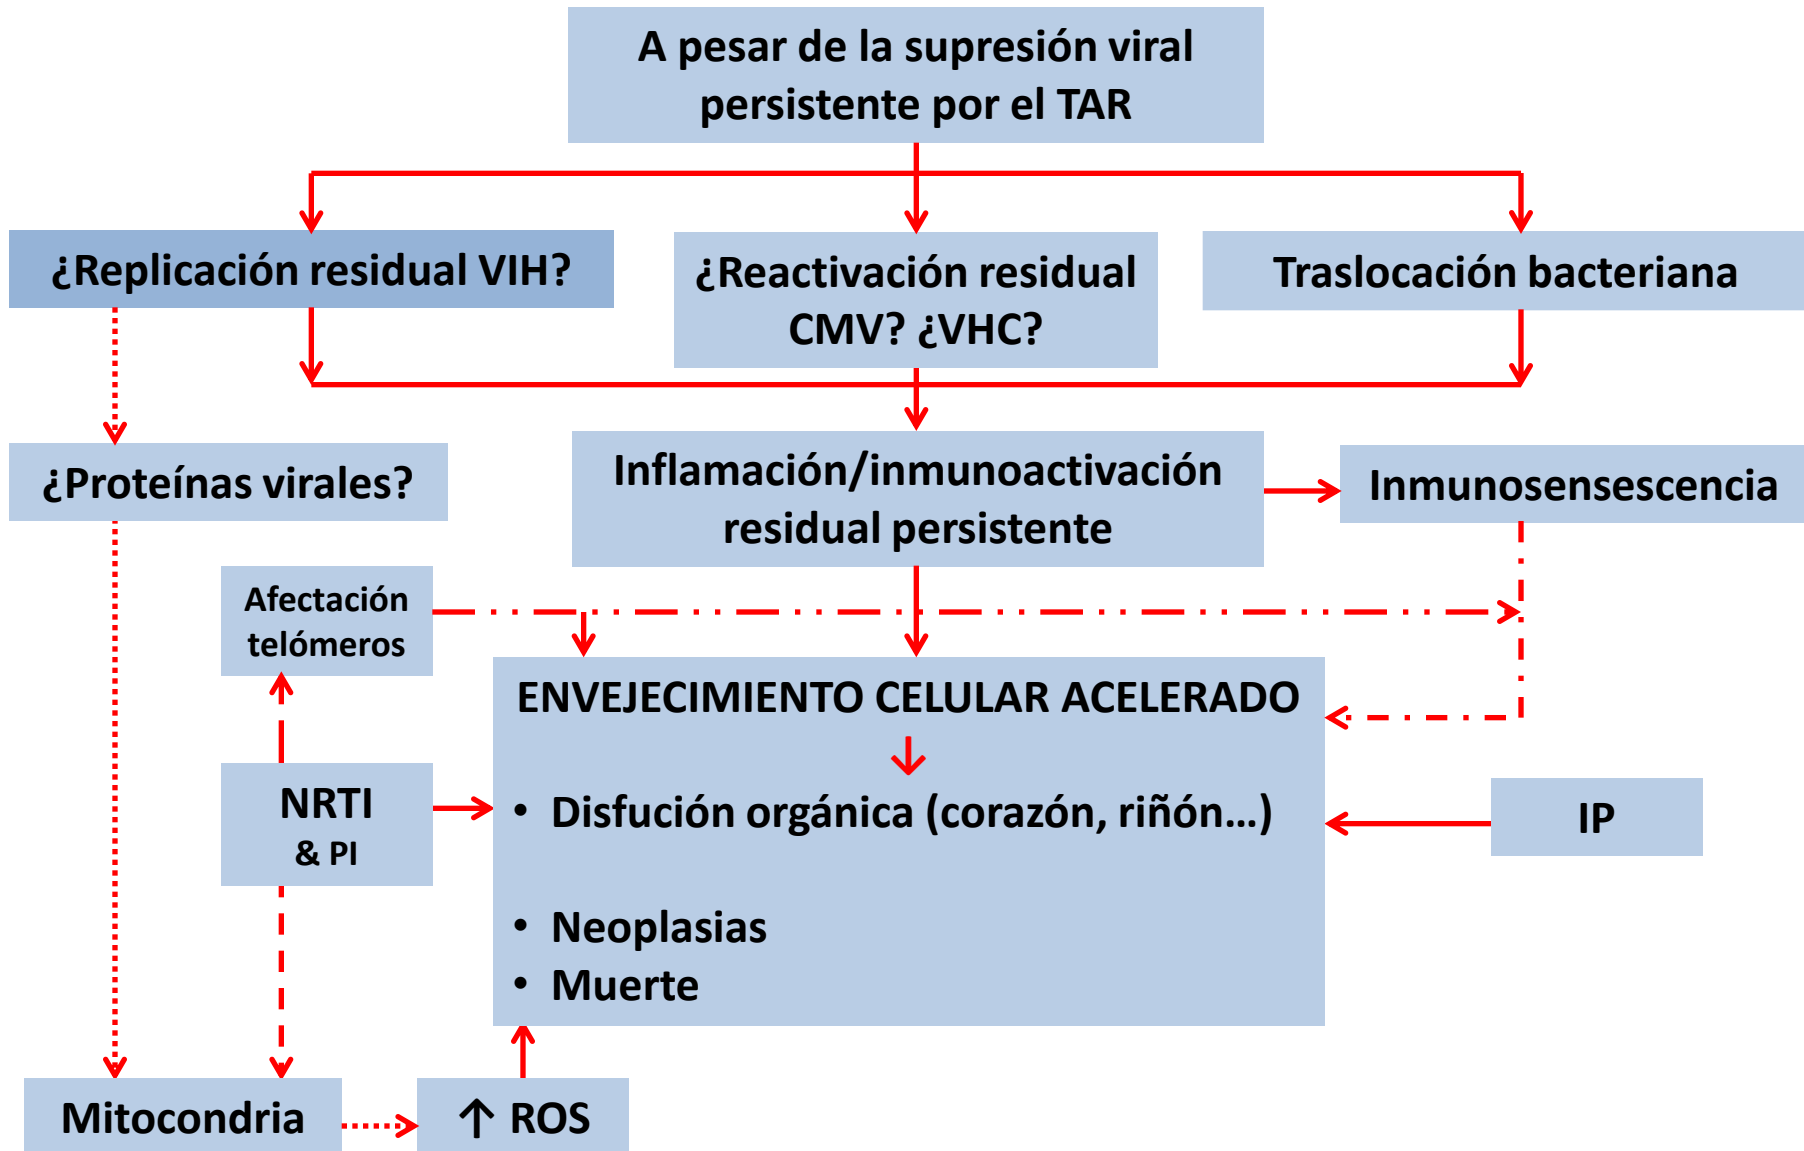 A pesar de la supresión viral
persistente por el TAR
¿Replicación residual VIH?
¿Reactivación residual
CMV? ¿VHC?
Traslocación bacteriana
¿Proteínas virales?
Inflamación/inmunoactivación
residual persistente
Inmunosensescencia
Afectación
telómeros
ENVEJECIMIENTO CELULAR ACELERADO
• Disfución orgánica (corazón, riñón…)
• Neoplasias
• Muerte
NRTI
& PI
IP
Mitocondria
↑ ROS